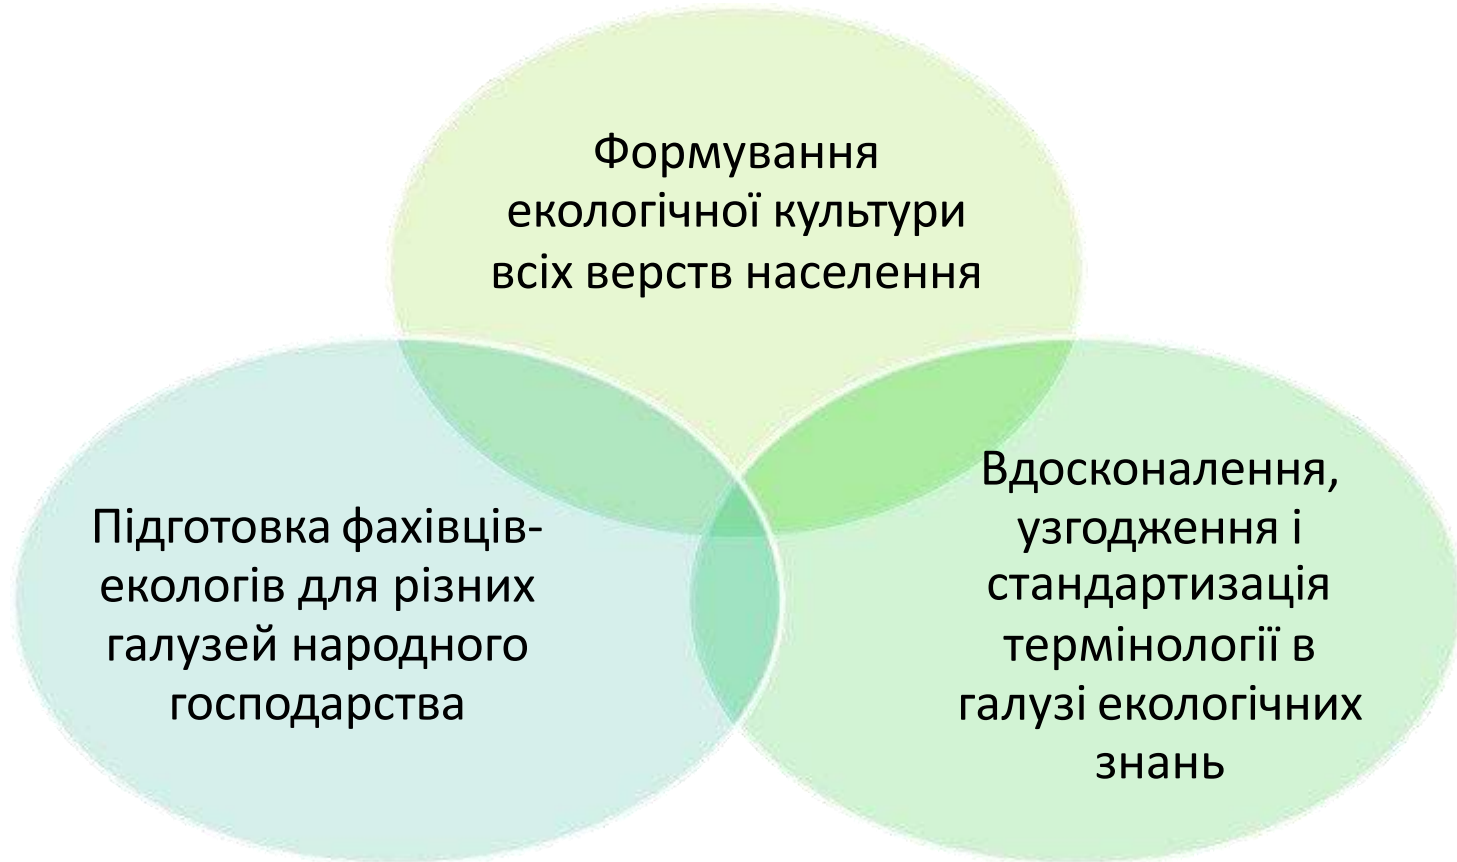 Формування
екологічної культури
всіх верств населення
Підготовка фахівців-
екологів для різних
галузей народного
господарства
Вдосконалення,
узгодження і
стандартизація
термінології в
галузі екологічних
знань